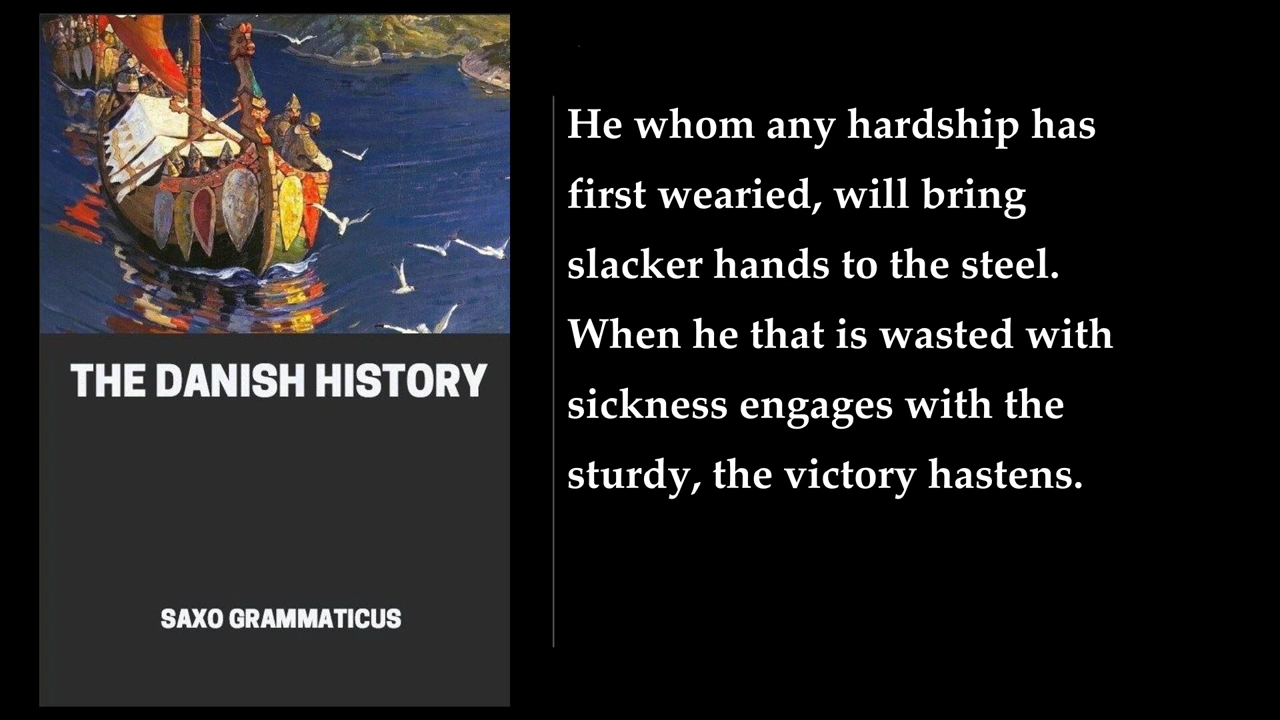 THE DANISH HISTORY
SAXO GRAMMATICUS
He whom any hardship has
first wearied, will bring
slacker hands to the steel.
When he that is wasted with
sickness engages with the
sturdy, the victory hastens.